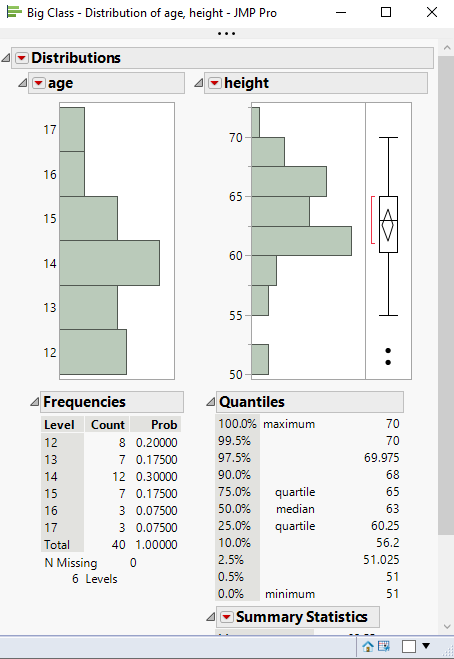 Big Class - Distribution of age, height - JMP Pro
Distributions
age
17
16
15
14
13
12
height
70
65
60
55
50
Frequencies
Level Count Prob
12 8 0.20000
13 7 0.17500
14 12 0.30000
15 7 0.17500
16 3 0.07500
17 3 0.07500
Total 40 1.00000
N Missing 0
6 Levels
Quantiles
100.0% maximum 70
99.5% 70
97.5% 69.975
90.0% 68
75.0% quartile 65
50.0% median 63
25.0% quartile 60.25
10.0% 56.2
2.5% 51.025
0.5% 51
0.0% minimum 51
Summary Statistics